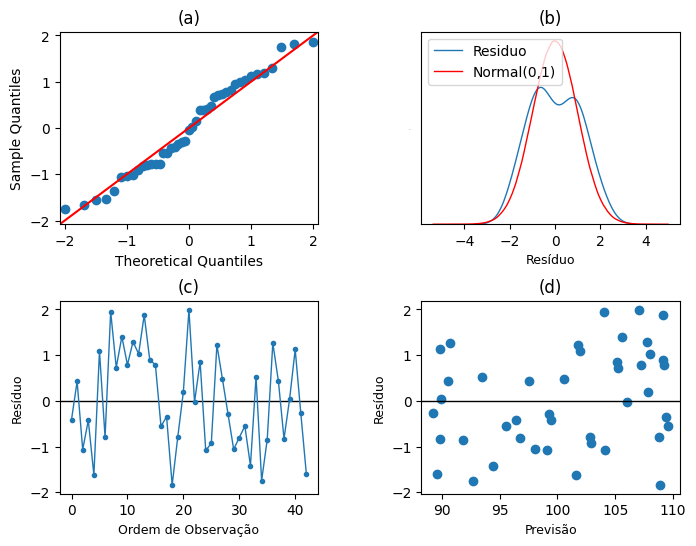 (a)
2
1
0
−1
−2
−2
−1
0
1
2
Sample Quantiles
Theoretical Quantiles
(b)
Residuo
Normal(0,1)
−4
−2
0
2
4
Resíduo
(c)
2
1
0
−1
−2
0
10
20
30
40
Resíduo
Ordem de Observação
(d)
2
1
0
−1
−2
90
95
100
105
110
Resíduo
Previsão